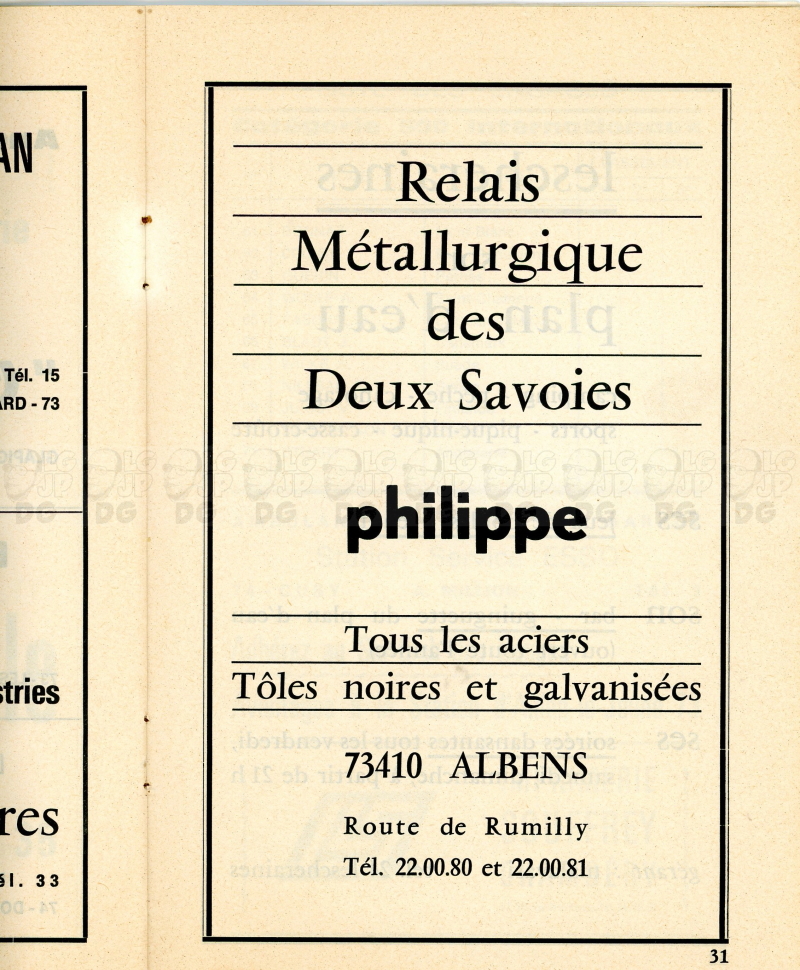 AN
Tél. 15
ARD - 73
stries
res
él. 33
Relais
Métallurgique
des
Deux Savoies
philippe
Tous les aciers
Tôles noires et galvanisées
73410 ALBENS
Route de Rumilly
Tél. 22.00.80 et 22.00.81
31